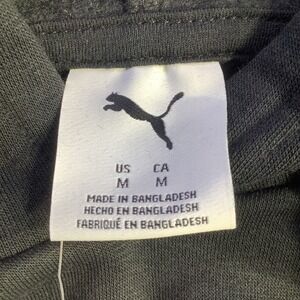 US CA
M M
MADE IN BANGLADESH
HECHO EN BANGLADESH
FABRIQUÉ EN BANGLADESH